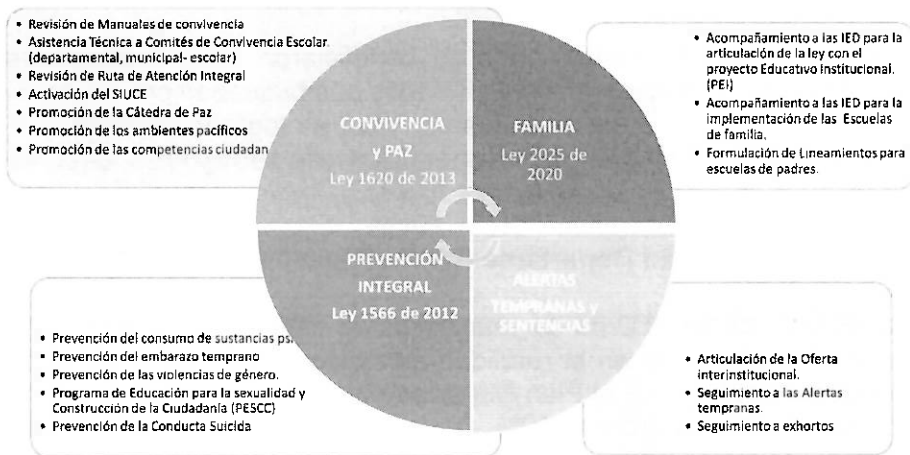 • Revisión de Manuales de convivencia
• Asistencia Técnica a Comités de Convivencia Escolar.
(departamental, municipal- escolar)
• Revisión de Ruta de Atención Integral
• Activación del SIUCE
• Promoción de la Cátedra de Paz
• Promoción de los ambientes pacíficos
• Promoción de las competencias ciudadan
CONVIVENCIA
y PAZ
Ley 1620 de 2013
FAMILIA
Ley 2025 de
2020
• Acompañamiento a las IED para la
articulación de la ley con el
proyecto Educativo Institucional.
(PEI)
• Acompañamiento a las IED para la
implementación de las Escuelas
de familia.
• Formulación de Lineamientos para
escuelas de padres.
PREVENCIÓN
INTEGRAL
Ley 1566 de 2012
ALERTAS
TEMPRANAS y
SENTENCIAS
• Prevención del consumo de sustancias psi
• Prevención del embarazo temprano
• Prevención de las violencias de género.
• Programa de Educación para la sexualidad y
Construcción de la Ciudadanía (PESCC)
• Prevención de la Conducta Suicida
• Articulación de la Oferta
interinstitucional.
• Seguimiento a las Alertas
tempranas.
• Seguimiento a exhortos